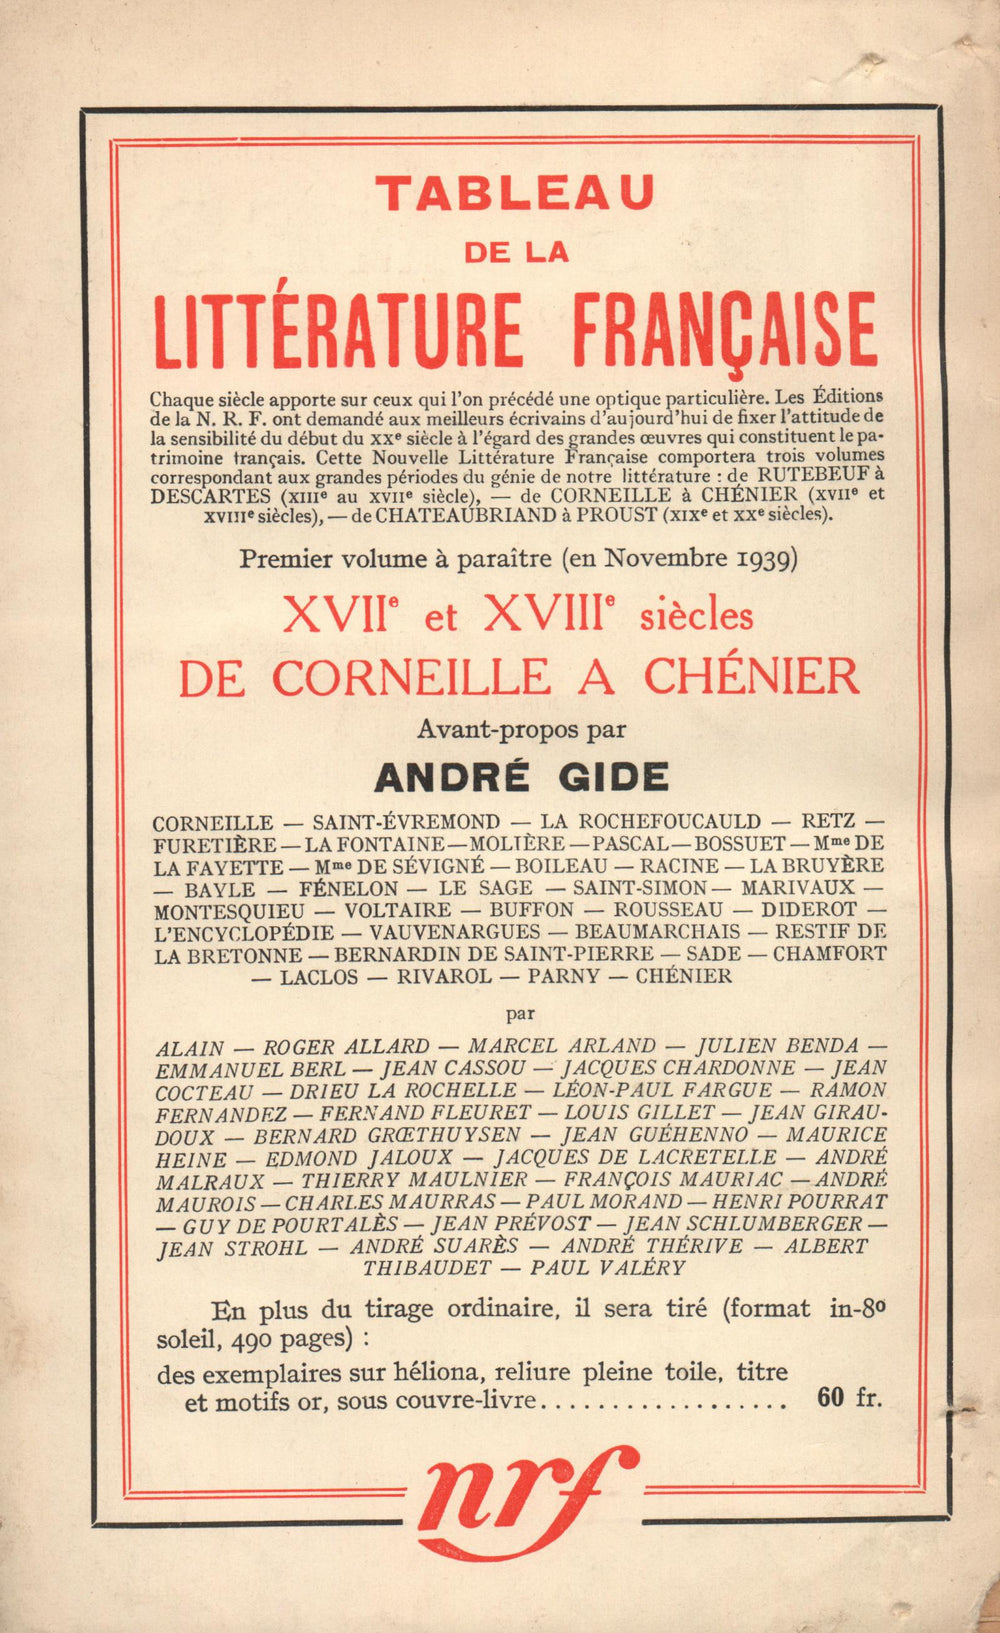 TABLEAU
DE LA
LITTÉRATURE FRANÇAISE
Chaque siècle apporte sur ceux qui l'on précédé une optique particulière. Les Éditions
de la N. R. F. ont demandé aux meilleurs écrivains d'aujourd'hui de fixer l'attitude de
la sensibilité du début du XXe siècle à l'égard des grandes œuvres qui constituent le pa-
trimoine français. Cette Nouvelle Littérature Française comportera trois volumes
correspondant aux grandes périodes du génie de notre littérature : de RUTEBEUF à
DESCARTES (XIIIe au XVIIe siècle), — de CORNEILLE à CHÉNIER (XVIIe et
XVIIIe siècles), — de CHATEAUBRIAND à PROUST (XIXe et XXe siècles).
Premier volume à paraître (en Novembre 1939)
XVIIe et XVIIIe siècles
DE CORNEILLE A CHÉNIER
Avant-propos par
ANDRÉ GIDE
CORNEILLE — SAINT-ÉVREMOND — LA ROCHEFOUCAULD — RETZ —
FURETIÈRE — LA FONTAINE — MOLIÈRE — PASCAL — BOSSUET — Mme DE
LA FAYETTE — Mme DE SÉVIGNÉ — BOILEAU — RACINE — LA BRUYÈRE
— BAYLE — FÉNELON — LE SAGE — SAINT-SIMON — MARIVAUX —
MONTESQUIEU — VOLTAIRE — BUFFON — ROUSSEAU — DIDEROT —
L'ENCYCLOPÉDIE — VAUVENARGUES — BEAUMARCHAIS — RESTIF DE
LA BRETONNE — BERNARDIN DE SAINT-PIERRE — SADE — CHAMFORT
— LACLOS — RIVAROL — PARNY — CHÉNIER
par
ALAIN — ROGER ALLARD — MARCEL ARLAND — JULIEN BENDA —
EMMANUEL BERL — JEAN CASSOU — JACQUES CHARDONNE — JEAN
COCTEAU — DRIEU LA ROCHELLE — LÉON-PAUL FARGUE — RAMON
FERNANDEZ — FERNAND FLEURET — LOUIS GILLET — JEAN GIRAU-
DOUX — BERNARD GRŒTHUYSEN — JEAN GUÉHENNO — MAURICE
HEINE — EDMOND JALOUX — JACQUES DE LACRETELLE — ANDRÉ
MALRAUX — THIERRY MAULNIER — FRANÇOIS MAURIAC — ANDRÉ
MAUROIS — CHARLES MAURRAS — PAUL MORAND — HENRI POURRAT
— GUY DE POURTALÈS — JEAN PRÉVOST — JEAN SCHLUMBERGER —
JEAN STROHL — ANDRÉ SUARÈS — ANDRÉ THÉRIVE — ALBERT
THIBAUDET — PAUL VALÉRY
En plus du tirage ordinaire, il sera tiré (format in-8º
soleil, 490 pages) :
des exemplaires sur héliona, reliure pleine toile, titre
et motifs or, sous couvre-livre.................. 60 fr.
nrf